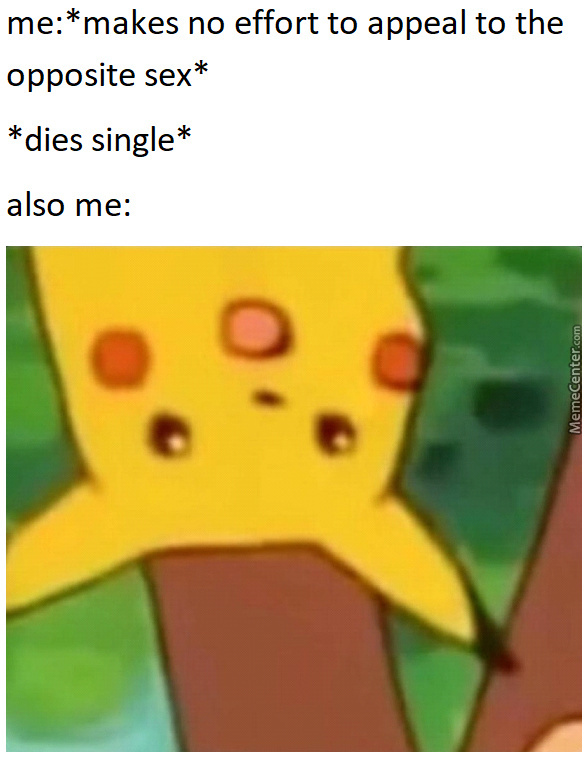 me:*makes no effort to appeal to the
opposite sex*
*dies single*
also me:
MemeCenter.com